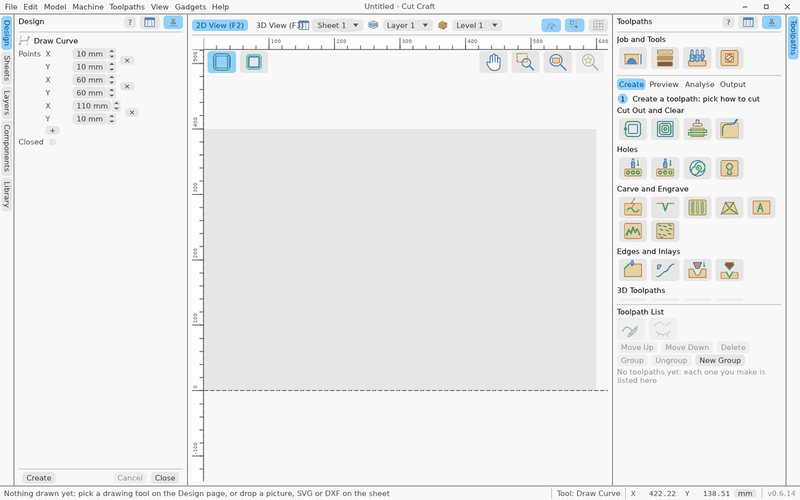 File Edit Model Machine Toolpaths View Gadgets Help
Untitled - Cut Craft
Design
Sheets
Layers
Components
Library
Design
?
Draw Curve
Points X 10 mm
Y 10 mm
X 60 mm
Y 60 mm
X 110 mm
Y 10 mm
+
Closed
Create Cancel Close
2D View (F2) 3D View (F3) Sheet 1 Layer 1 Level 1
0 100 200 300 400 500 600
500
400
300
200
100
0
-100
Toolpaths
?
Toolpaths
Job and Tools
Create Preview Analyse Output
1 Create a toolpath: pick how to cut
Cut Out and Clear
Holes
Carve and Engrave
Edges and Inlays
3D Toolpaths
Toolpath List
Move Up Move Down Delete
Group Ungroup New Group
No toolpaths yet: each one you make is
listed here
Nothing drawn yet: pick a drawing tool on the Design page, or drop a picture, SVG or DXF on the sheet
Tool: Draw Curve X 422.22 Y 138.51 mm v0.6.14